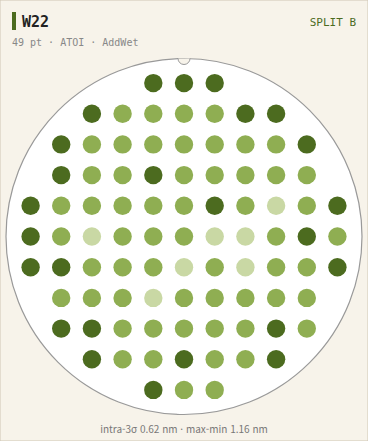 W22
SPLIT B
49 pt · ATOI · AddWet
intra-3σ 0.62 nm · max-min 1.16 nm